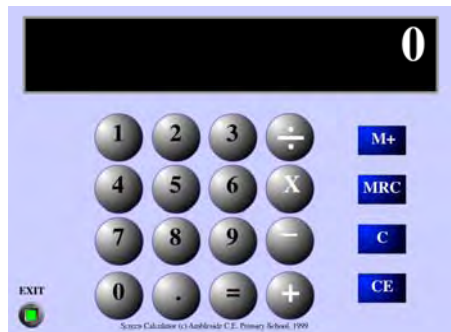 0
1 2 3 ÷ M+
4 5 6 X MRC
7 8 9 − C
0 . = + CE
EXIT
Screen Calculator (c) Ambleside C.E. Primary School, 1999